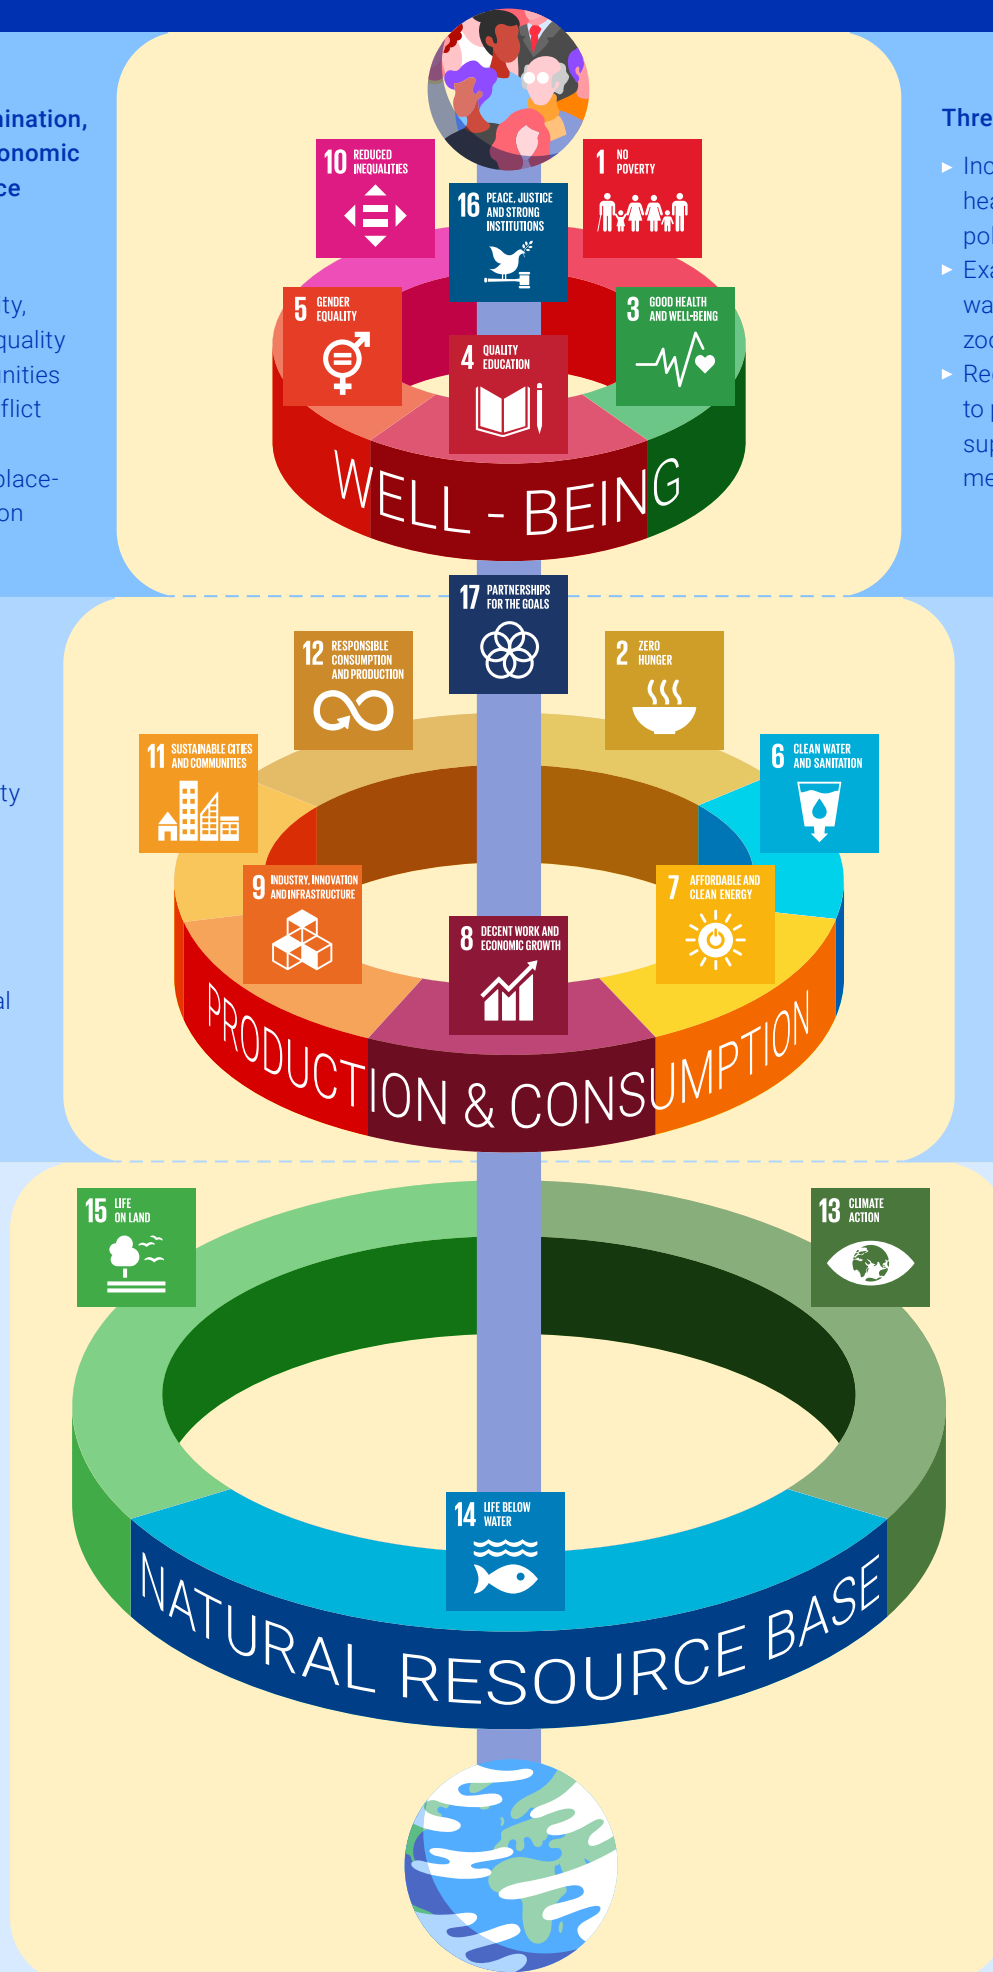 nination,
onomic
ce
ty,
quality
nities
flict
place-
on
10 REDUCED
INEQUALITIES
16 PEACE, JUSTICE
AND STRONG
INSTITUTIONS
1 NO
POVERTY
5 GENDER
EQUALITY
4 QUALITY
EDUCATION
3 GOOD HEALTH
AND WELL-BEING
WELL - BEING
Thre
▸ Inc
hea
pol
▸ Exa
wa
zoo
▸ Re
to p
sup
me
17 PARTNERSHIPS
FOR THE GOALS
12 RESPONSIBLE
CONSUMPTION
AND PRODUCTION
2 ZERO
HUNGER
11 SUSTAINABLE CITIES
AND COMMUNITIES
6 CLEAN WATER
AND SANITATION
ty
9 INDUSTRY, INNOVATION
AND INFRASTRUCTURE
7 AFFORDABLE AND
CLEAN ENERGY
8 DECENT WORK AND
ECONOMIC GROWTH
al
PRODUCTION & CONSUMPTION
15 LIFE
ON LAND
13 CLIMATE
ACTION
14 LIFE BELOW
WATER
NATURAL RESOURCE BASE